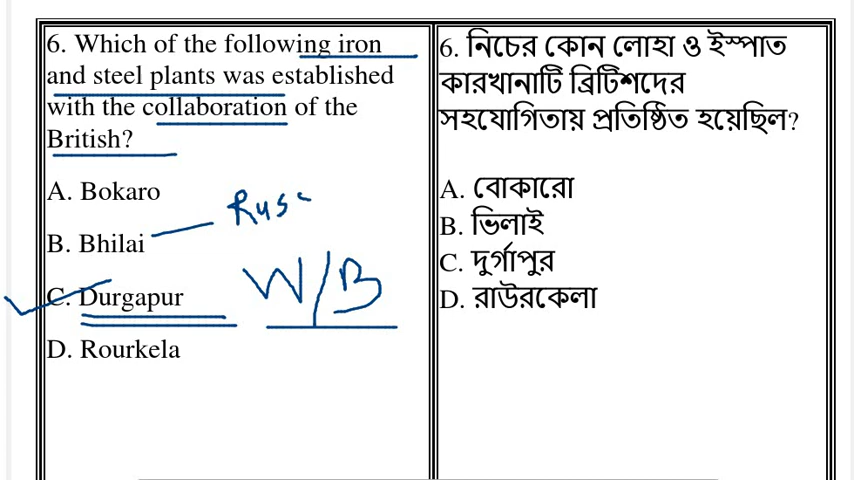 6. Which of the following iron
and steel plants was established
with the collaboration of the
British?
A. Bokaro
B. Bhilai
Rus
C. Durgapur
W/B
D. Rourkela
6. নিচের কোন লোহা ও ইস্পাত
কারখানাটি ব্রিটিশদের
সহযোগিতায় প্রতিষ্ঠিত হয়েছিল?
A. বোকারো
B. ভিলাই
C. দুর্গাপুর
D. রাউরকেলা